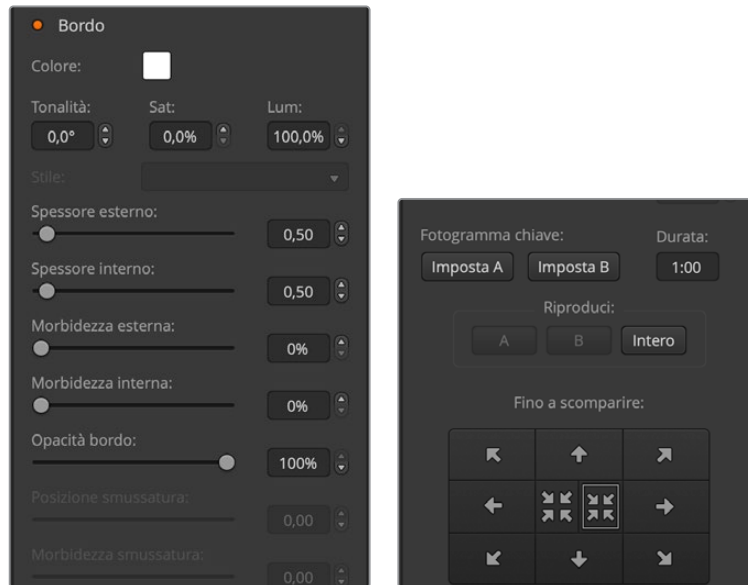 Bordo
Colore:
Tonalità: Sat: Lum:
0,0° 0,0% 100,0%
Stile:
Spessore esterno:
0,50
Spessore interno:
0,50
Morbidezza esterna:
0%
Morbidezza interna:
0%
Opacità bordo:
100%
Posizione smussatura:
0,00
Morbidezza smussatura:
0,00
Fotogramma chiave: Durata:
Imposta A Imposta B 1:00
Riproduci:
A B Intero
Fino a scomparire: